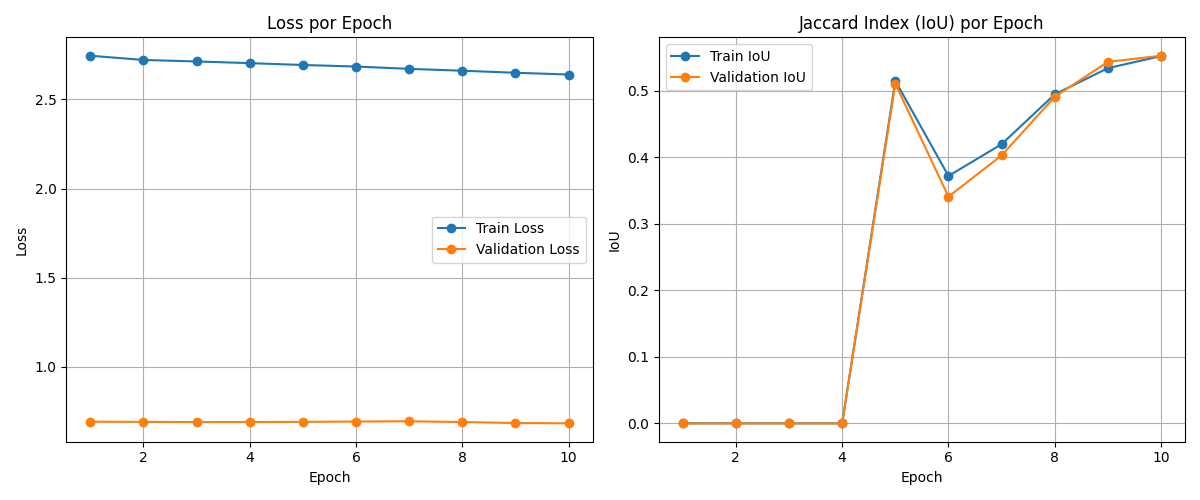 Loss por Epoch
2.5
2.0
1.5
1.0
Loss
Train Loss
Validation Loss
2 4 6 8 10
Epoch
Jaccard Index (IoU) por Epoch
Train IoU
Validation IoU
0.5
0.4
0.3
0.2
0.1
0.0
IoU
2 4 6 8 10
Epoch